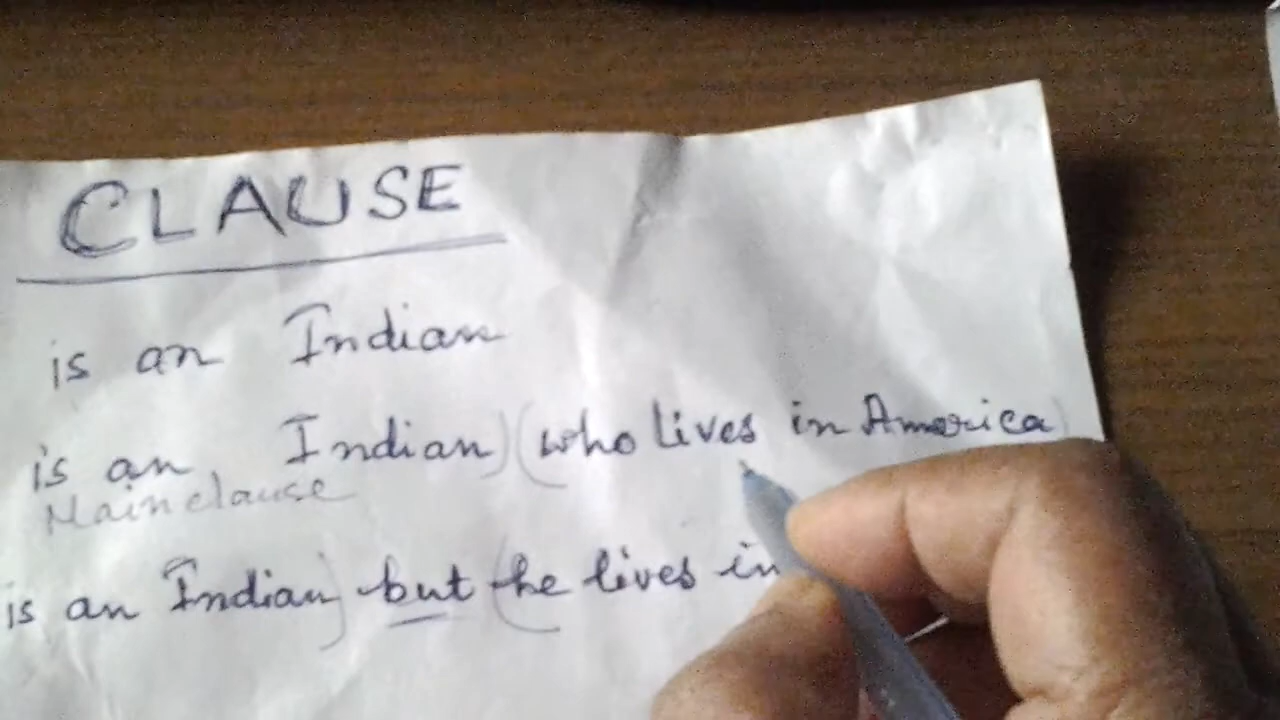 CLAUSE
is an Indian
is an Indian) (who lives in America)
Main clause
is an Indian) but (he lives in